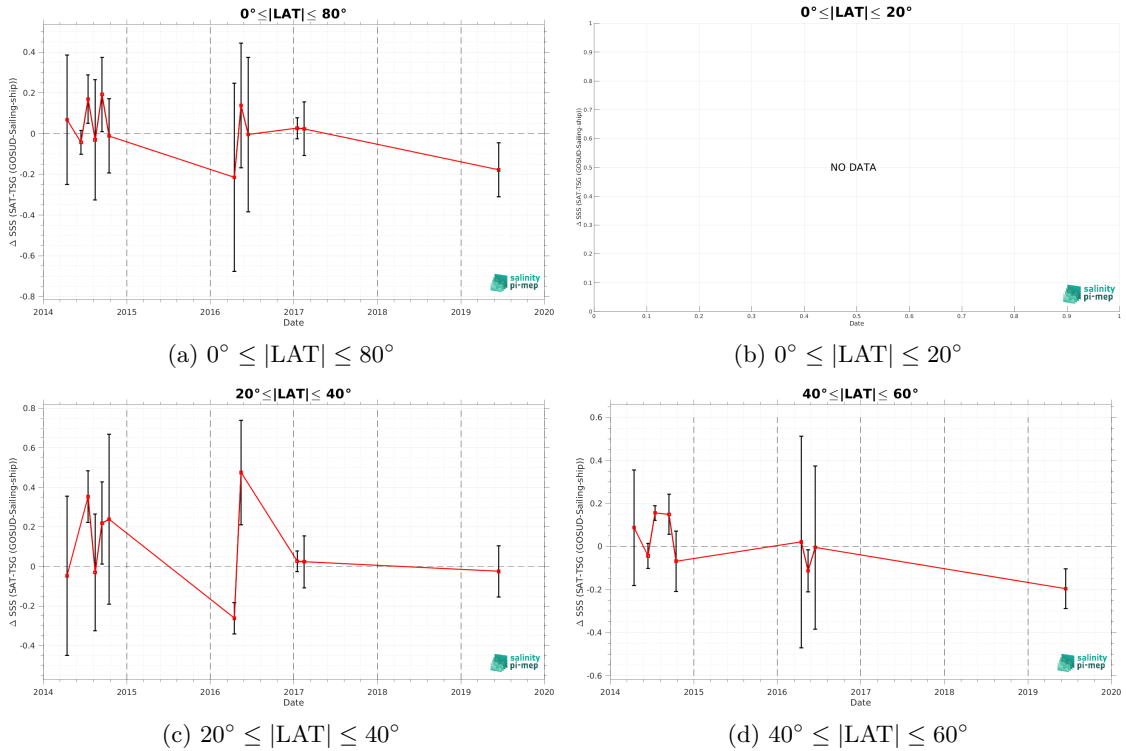 0°≤|LAT|≤ 80°
Δ SSS (SAT-TSG (GOSUD-Sailing-ship))
0.4
0.2
0
-0.2
-0.4
-0.6
-0.8
2014 2015 2016 2017 2018 2019 2020
Date
salinity
pi-mep
(a) 0° ≤ |LAT| ≤ 80°
0°≤|LAT|≤ 20°
Δ SSS (SAT-TSG (GOSUD-Sailing-ship))
1
0.9
0.8
0.7
0.6
0.5
0.4
0.3
0.2
0.1
0
NO DATA
0 0.1 0.2 0.3 0.4 0.5 0.6 0.7 0.8 0.9 1
Date
salinity
pi-mep
(b) 0° ≤ |LAT| ≤ 20°
20°≤|LAT|≤ 40°
Δ SSS (SAT-TSG (GOSUD-Sailing-ship))
0.8
0.6
0.4
0.2
0
-0.2
-0.4
2014 2015 2016 2017 2018 2019 2020
Date
salinity
pi-mep
(c) 20° ≤ |LAT| ≤ 40°
40°≤|LAT|≤ 60°
Δ SSS (SAT-TSG (GOSUD-Sailing-ship))
0.6
0.4
0.2
0
-0.2
-0.4
-0.6
2014 2015 2016 2017 2018 2019 2020
Date
salinity
pi-mep
(d) 40° ≤ |LAT| ≤ 60°